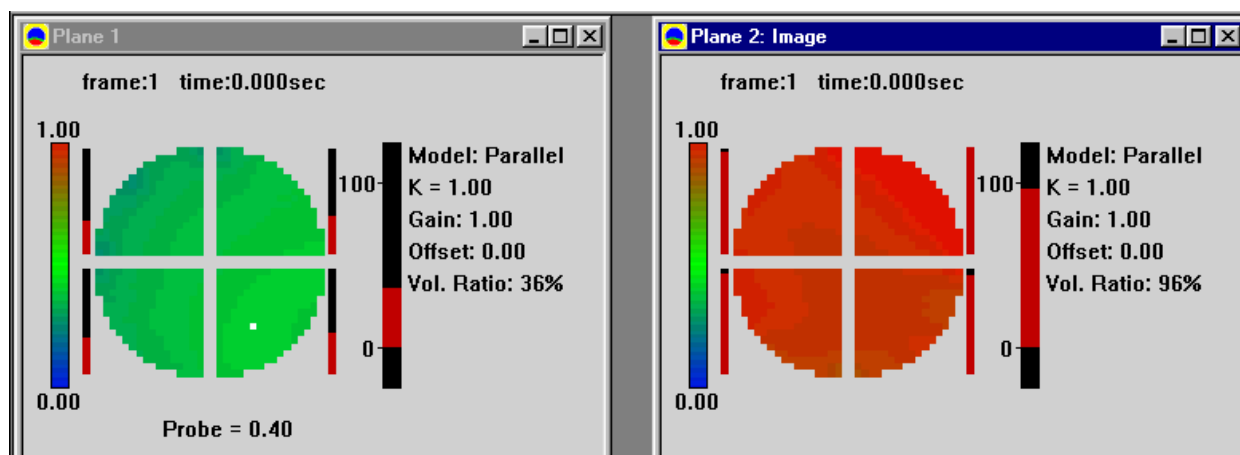 Plane 1
frame:1 time:0.000sec
1.00
100
0
0.00
Model: Parallel
K = 1.00
Gain: 1.00
Offset: 0.00
Vol. Ratio: 36%
Probe = 0.40
Plane 2: Image
frame:1 time:0.000sec
1.00
100
0
0.00
Model: Parallel
K = 1.00
Gain: 1.00
Offset: 0.00
Vol. Ratio: 96%